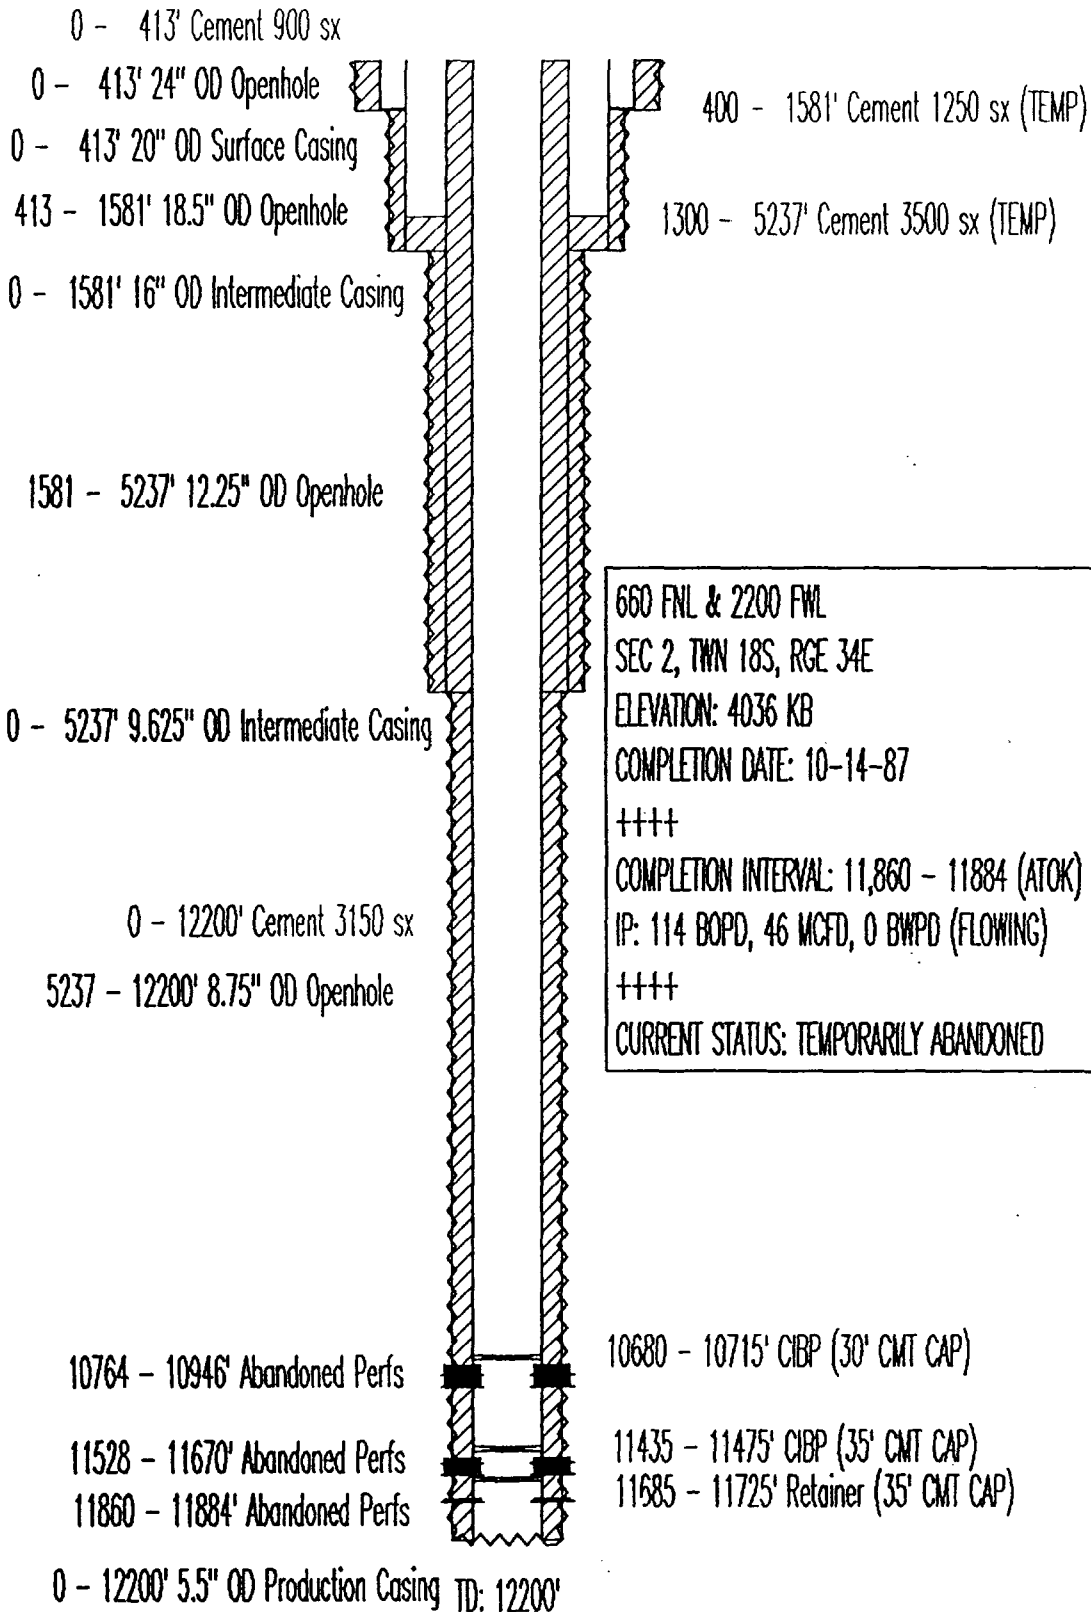 0 - 413' Cement 900 sx
0 - 413' 24" OD Openhole
400 - 1581' Cement 1250 sx (TEMP)
0 - 413' 20" OD Surface Casing
413 - 1581' 18.5" OD Openhole
1300 - 5237' Cement 3500 sx (TEMP)
0 - 1581' 16" OD Intermediate Casing
1581 - 5237' 12.25" OD Openhole
660 FNL & 2200 FWL
SEC 2, TWN 18S, RGE 34E
ELEVATION: 4036 KB
COMPLETION DATE: 10-14-87
++++
COMPLETION INTERVAL: 11,860 - 11884 (ATOK)
IP: 114 BOPD, 46 MCFD, 0 BWPD (FLOWING)
++++
CURRENT STATUS: TEMPORARILY ABANDONED
0 - 5237' 9.625" OD Intermediate Casing
0 - 12200' Cement 3150 sx
5237 - 12200' 8.75" OD Openhole
10680 - 10715' CIBP (30' CMT CAP)
10764 - 10946' Abandoned Perfs
11435 - 11475' CIBP (35' CMT CAP)
11528 - 11670' Abandoned Perfs
11685 - 11725' Retainer (35' CMT CAP)
11860 - 11884' Abandoned Perfs
0 - 12200' 5.5" OD Production Casing
TD: 12200'